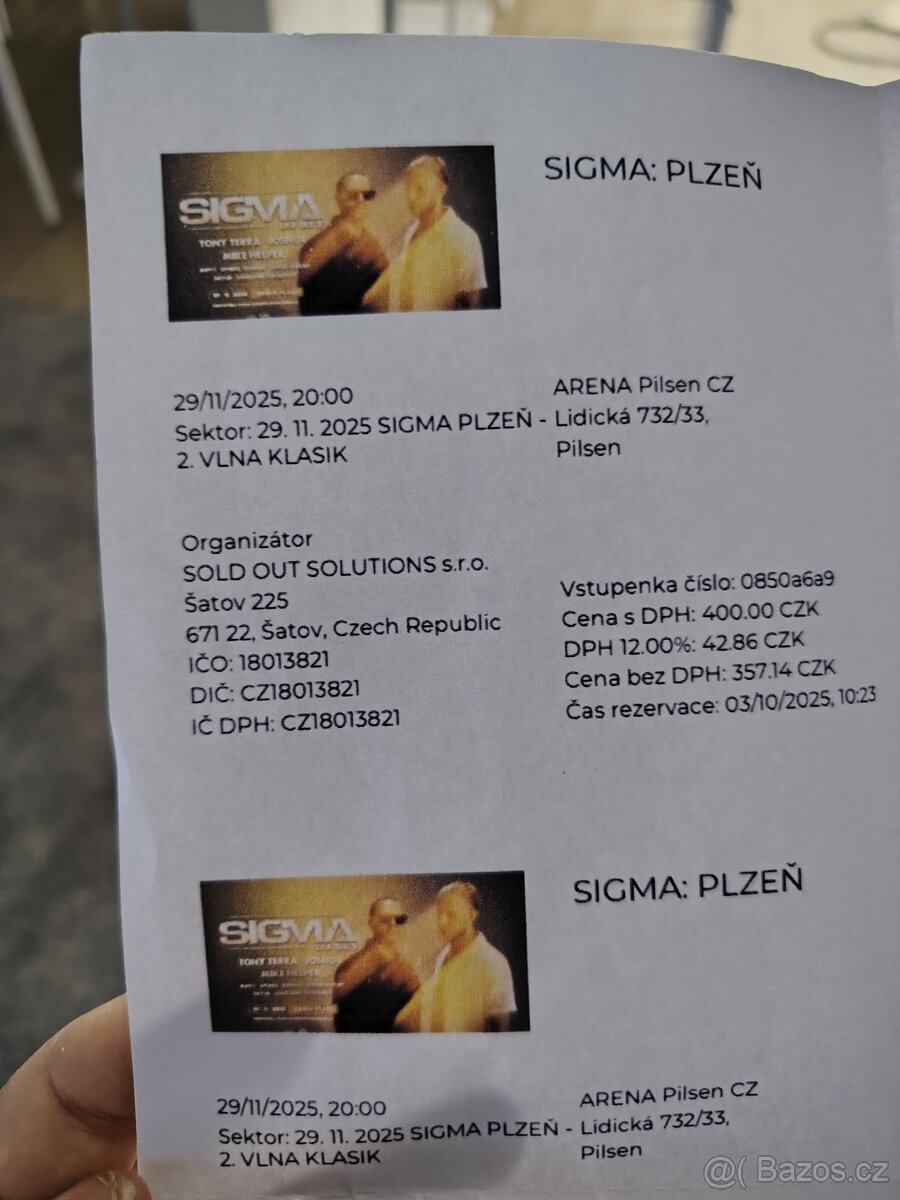 SIGMA
TONY TERRA JOSHUA
MIKE HELPER
SIGMA: PLZEŇ
29/11/2025, 20:00
Sektor: 29. 11. 2025 SIGMA PLZEŇ -
2. VLNA KLASIK
ARENA Pilsen CZ
Lidická 732/33,
Pilsen
Organizátor
SOLD OUT SOLUTIONS s.r.o.
Šatov 225
671 22, Šatov, Czech Republic
IČO: 18013821
DIČ: CZ18013821
IČ DPH: CZ18013821
Vstupenka číslo: 0850a6a9
Cena s DPH: 400.00 CZK
DPH 12.00%: 42.86 CZK
Cena bez DPH: 357.14 CZK
Čas rezervace: 03/10/2025, 10:23
SIGMA
TONY TERRA JOSHUA
MIKE HELPER
SIGMA: PLZEŇ
29/11/2025, 20:00
Sektor: 29. 11. 2025 SIGMA PLZEŇ -
2. VLNA KLASIK
ARENA Pilsen CZ
Lidická 732/33,
Pilsen
@( Bazos.cz